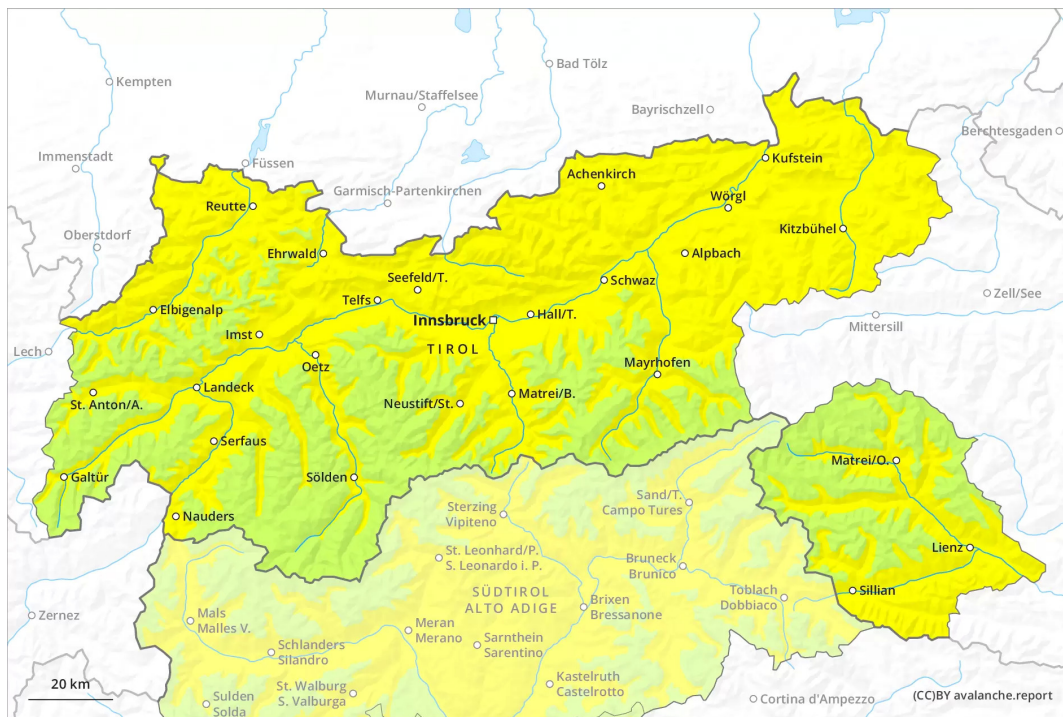 Kempten
Bad Tölz
Murnau/Staffelsee
Bayrischzell
Berchtesgaden
Immenstadt
Füssen
Garmisch-Partenkirchen
Achenkirch
Kufstein
Reutte
Wörgl
Oberstdorf
Ehrwald
Kitzbühel
Alpbach
Seefeld/T.
Schwaz
Telfs
Zell/See
Elbigenalp
Innsbruck
Hall/T.
Mittersill
Imst
TIROL
Lech
Oetz
Mayrhofen
Landeck
St. Anton/A.
Neustift/St.
Matrei/B.
Serfaus
Matrei/O.
Galtür
Sölden
Sand/T.
Campo Tures
Nauders
Sterzing
Vipiteno
Lienz
St. Leonhard/P.
S. Leonardo i. P.
Bruneck
Brunico
Sillian
SÜDTIROL
ALTO ADIGE
Toblach
Dobbiaco
Brixen
Bressanone
Zernez
Mals
Malles V.
Meran
Merano
Schlanders
Silandro
Sarnthein
Sarentino
Kastelruth
Castelrotto
20 km
St. Walburg
S. Valburga
Sulden
Solda
Cortina d'Ampezzo
(CC)BY avalanche.report